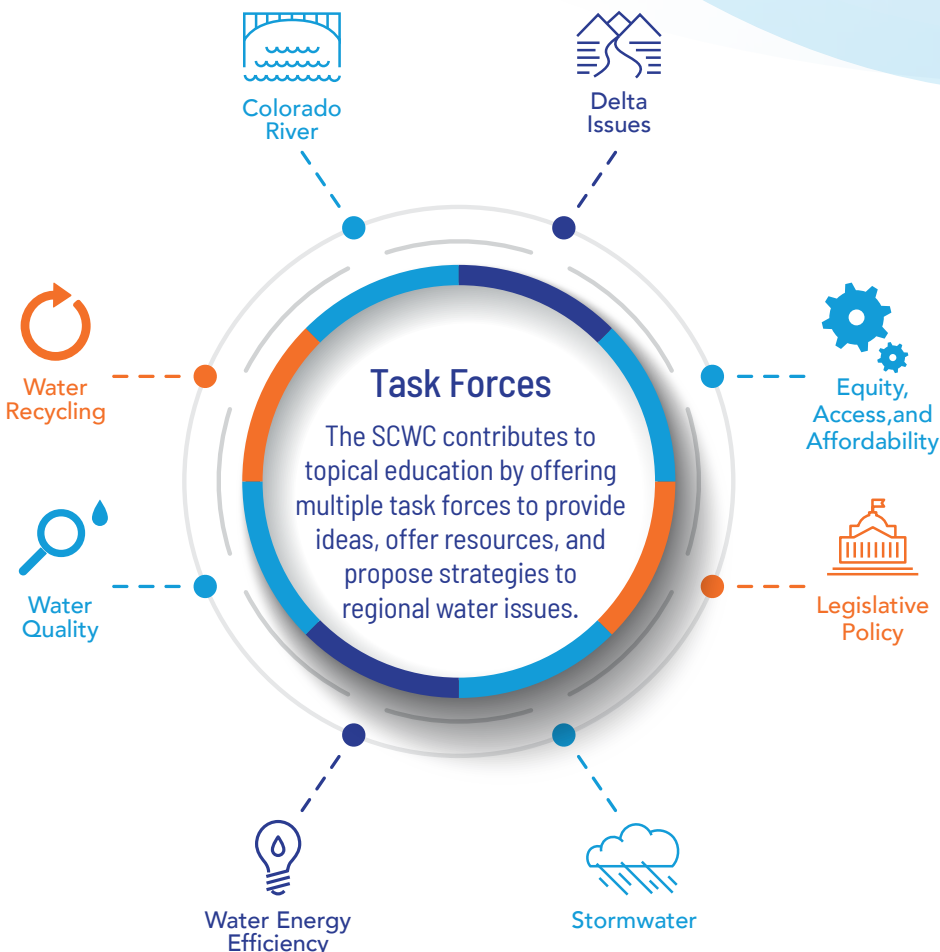 Colorado
River
Delta
Issues
Water
Recycling
Equity,
Access,and
Affordability
Task Forces
The SCWC contributes to
topical education by offering
multiple task forces to provide
ideas, offer resources, and
propose strategies to
regional water issues.
Water
Quality
Legislative
Policy
Water Energy
Efficiency
Stormwater